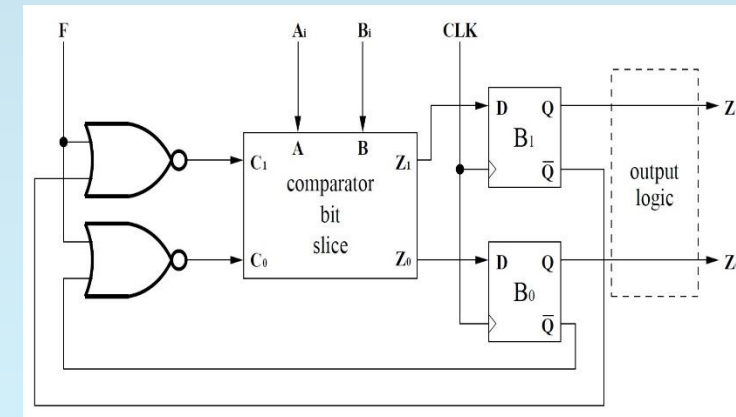 F Aᵢ Bᵢ CLK
D Q Z
C₁ A B Z₁ B₁
comparator Q̅ output
bit logic
slice
C₀ Z₀ D Q Z
B₀
Q̅